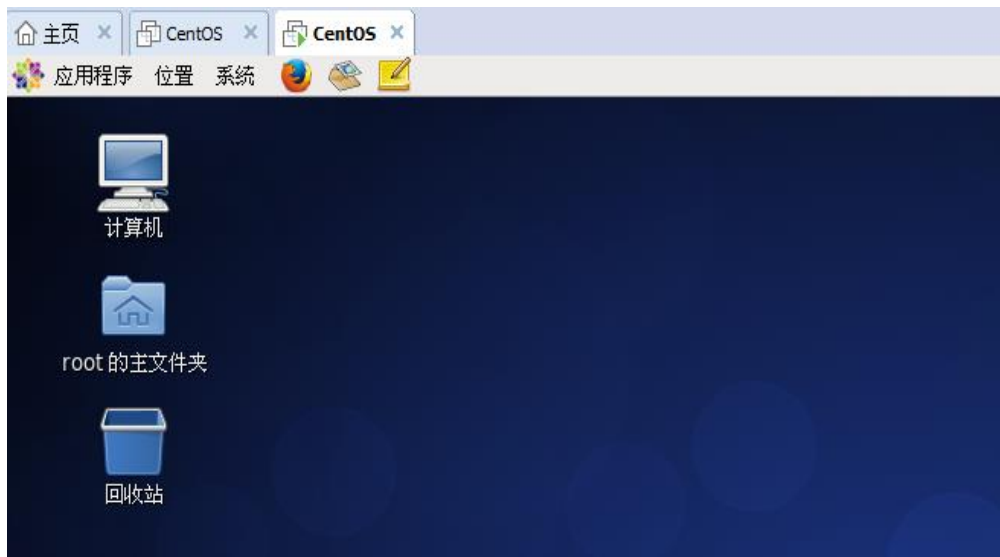 主页 CentOS CentOS
应用程序 位置 系统
计算机
root 的主文件夹
回收站